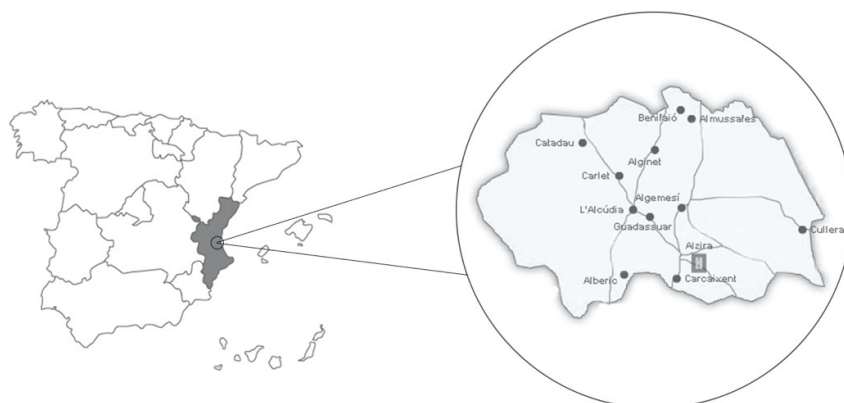 Benifaió
Almussafes
Catadau
Alginet
Carlet
Algemesí
L'Alcúdia
Guadassuar
Cullera
Alzira
Alberic
Carcaixent